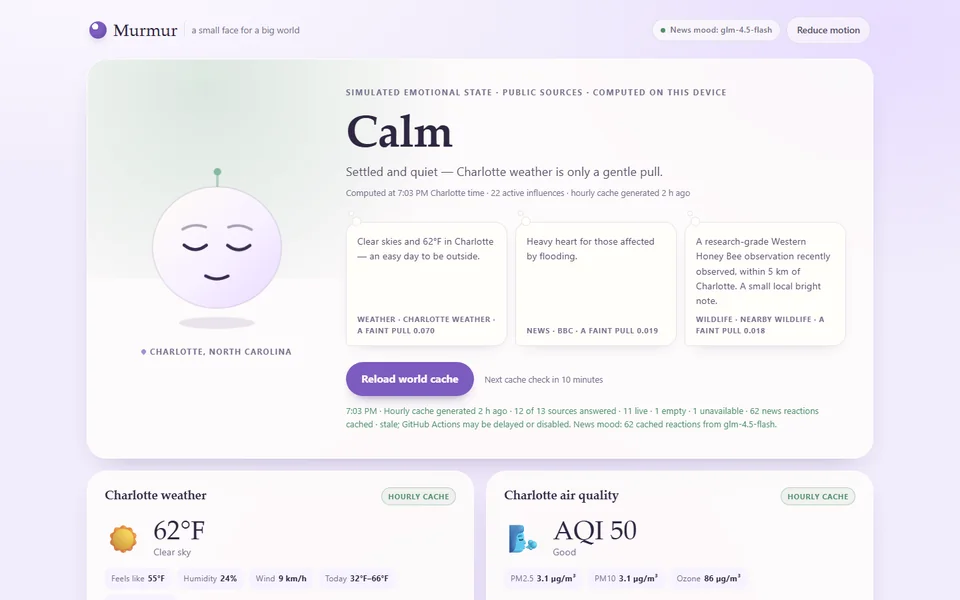 Murmur
a small face for a big world
News mood: glm-4.5-flash
Reduce motion
SIMULATED EMOTIONAL STATE · PUBLIC SOURCES · COMPUTED ON THIS DEVICE
Calm
Settled and quiet — Charlotte weather is only a gentle pull.
Computed at 7:03 PM Charlotte time · 22 active influences · hourly cache generated 2 h ago
Clear skies and 62°F in Charlotte
— an easy day to be outside.
WEATHER · CHARLOTTE WEATHER ·
A FAINT PULL 0.070
Heavy heart for those affected
by flooding.
NEWS · BBC · A FAINT PULL 0.019
A research-grade Western
Honey Bee observation recently
observed, within 5 km of
Charlotte. A small local bright
note.
WILDLIFE · NEARBY WILDLIFE · A
FAINT PULL 0.018
CHARLOTTE, NORTH CAROLINA
Reload world cache
Next cache check in 10 minutes
7:03 PM · Hourly cache generated 2 h ago · 12 of 13 sources answered · 11 live · 1 empty · 1 unavailable · 62 news reactions
cached · stale; GitHub Actions may be delayed or disabled. News mood: 62 cached reactions from glm-4.5-flash.
Charlotte weather
HOURLY CACHE
62°F
Clear sky
Feels like 55°F
Humidity 24%
Wind 9 km/h
Today 32°F–66°F
Charlotte air quality
HOURLY CACHE
AQI 50
Good
PM2.5 3.1 µg/m³
PM10 3.1 µg/m³
Ozone 86 µg/m³